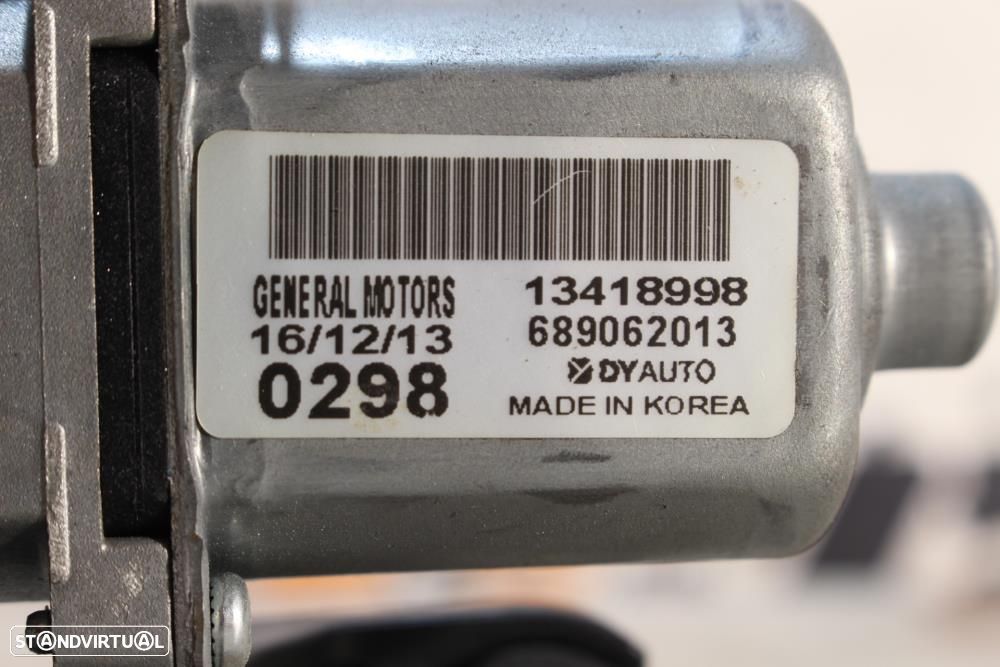 GENERAL MOTORS 13418998
16/12/13 689062013
0298 DYAUTO
MADE IN KOREA
STANDVIRTUAL